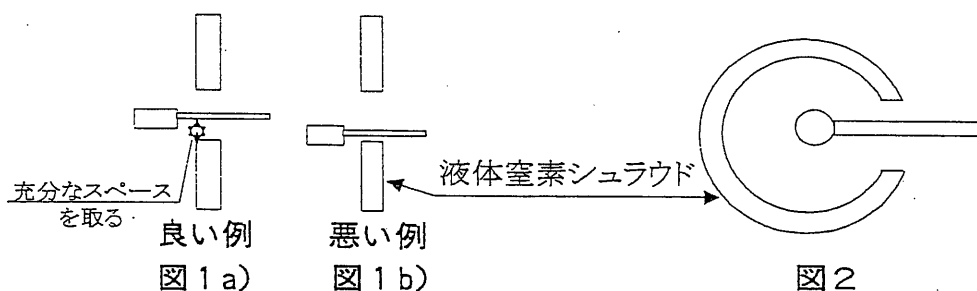 充分なスペース
を取る
良い例
図1a)
悪い例
図1b)
液体窒素シュラウド
図2